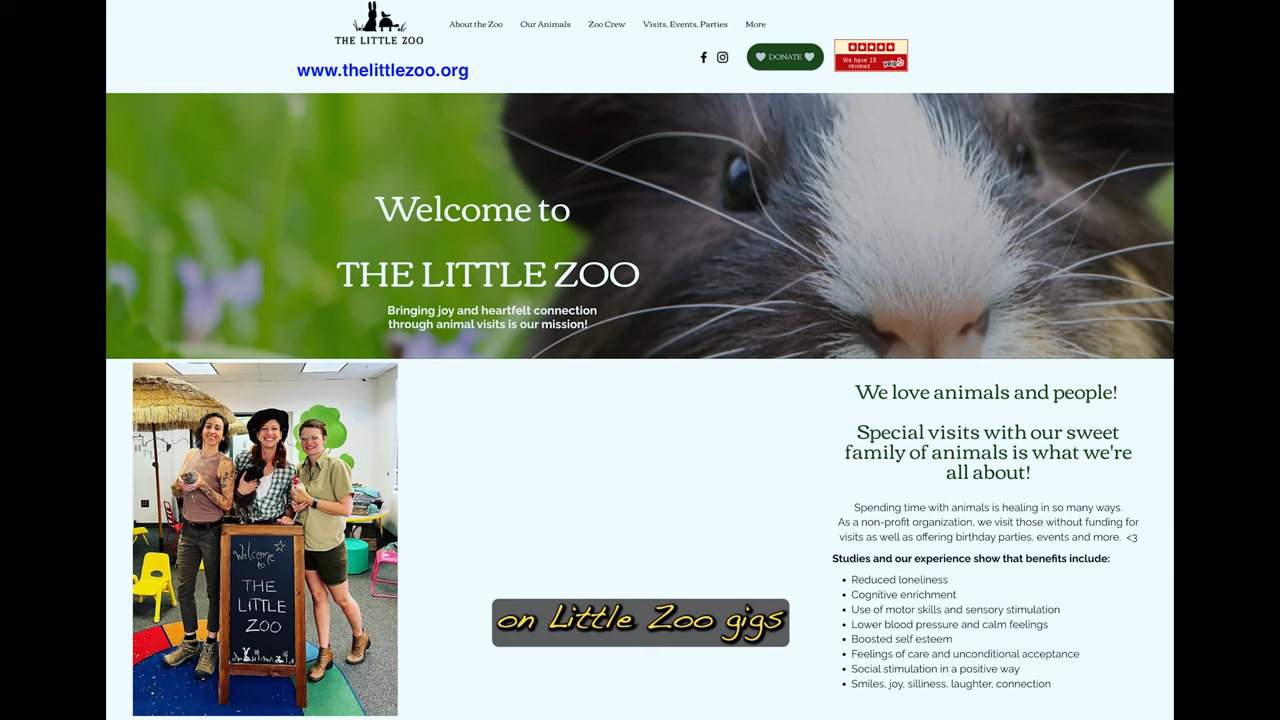 THE LITTLE ZOO
About the Zoo
Our Animals
Zoo Crew
Visits, Events, Parties
More
www.thelittlezoo.org
DONATE
We have 18
reviews
yelp
Welcome to
THE LITTLE ZOO
Bringing joy and heartfelt connection
through animal visits is our mission!
Welcome to
THE
LITTLE
ZOO
on Little Zoo gigs
We love animals and people!
Special visits with our sweet
family of animals is what we're
all about!
Spending time with animals is healing in so many ways.
As a non-profit organization, we visit those without funding for
visits as well as offering birthday parties, events and more. <3
Studies and our experience show that benefits include:
• Reduced loneliness
• Cognitive enrichment
• Use of motor skills and sensory stimulation
• Lower blood pressure and calm feelings
• Boosted self esteem
• Feelings of care and unconditional acceptance
• Social stimulation in a positive way
• Smiles, joy, silliness, laughter, connection